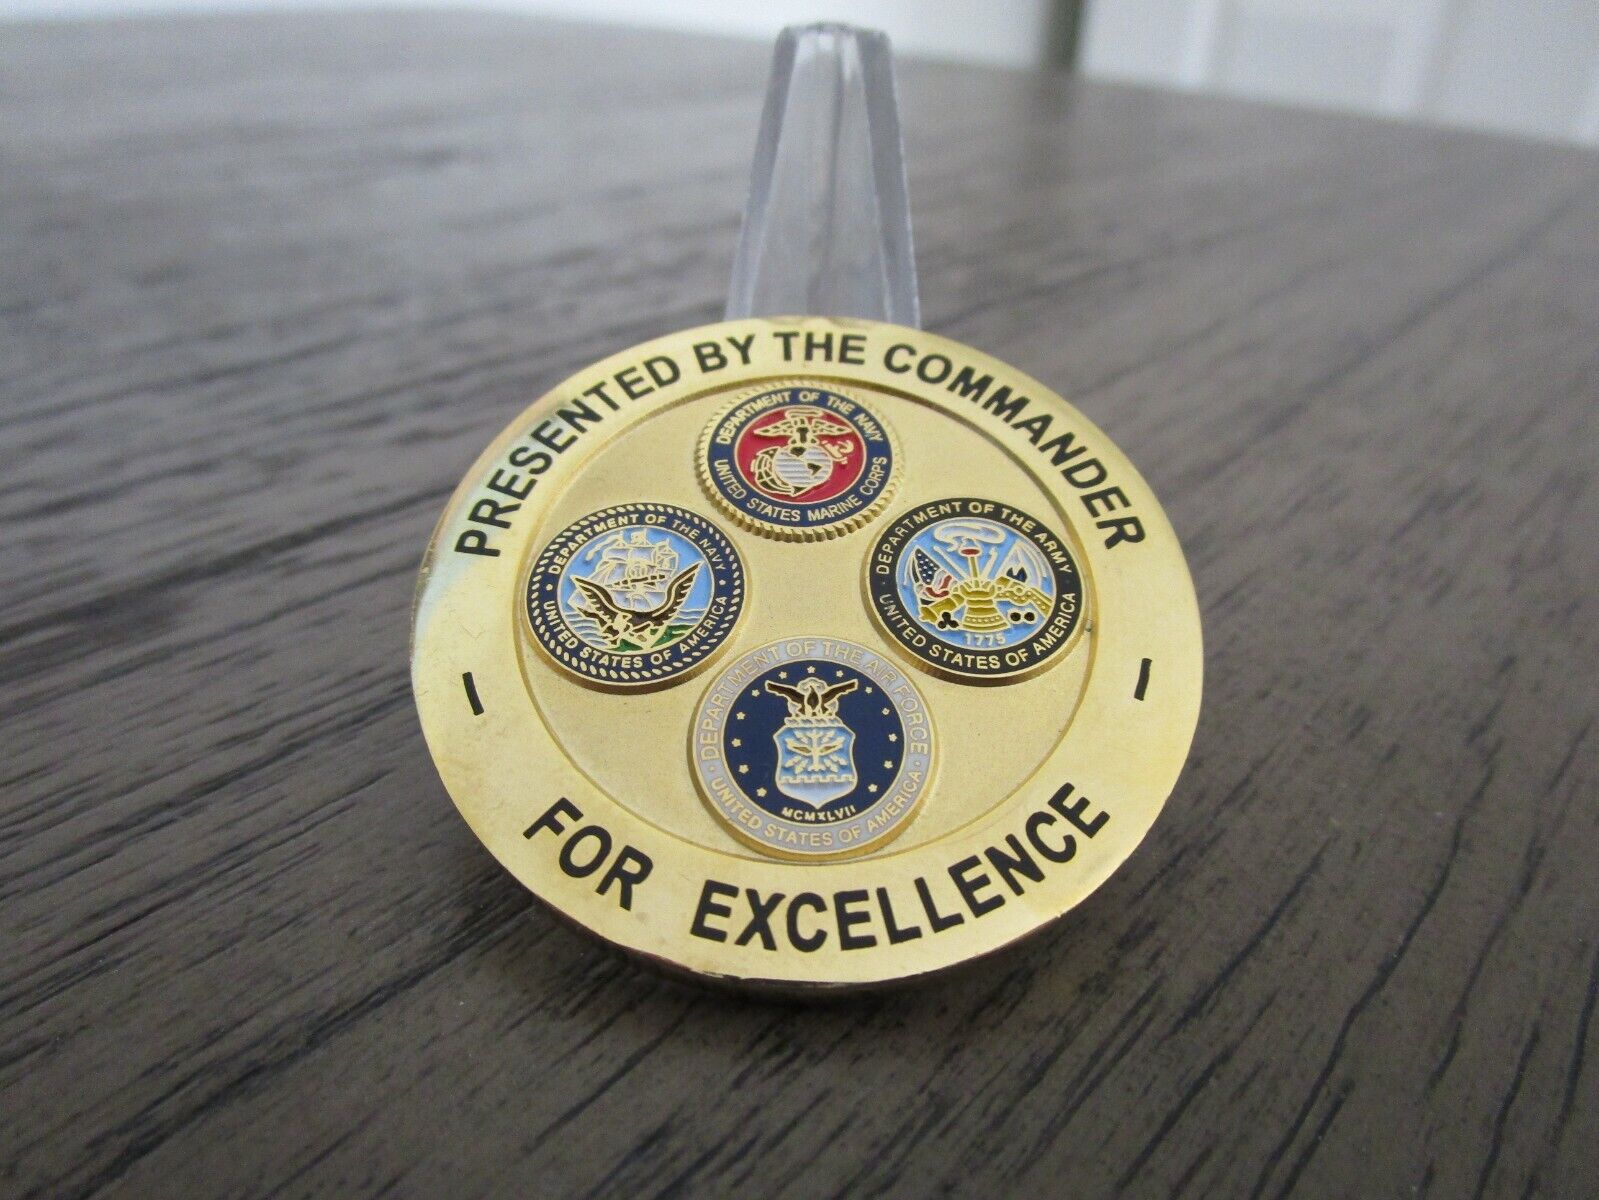 PRESENTED BY THE COMMANDER
DEPARTMENT OF THE NAVY
UNITED STATES MARINE CORPS
DEPARTMENT OF THE NAVY
UNITED STATES OF AMERICA
DEPARTMENT OF THE ARMY
1775
UNITED STATES OF AMERICA
DEPARTMENT OF THE AIR FORCE
MCMXLVII
UNITED STATES OF AMERICA
FOR EXCELLENCE